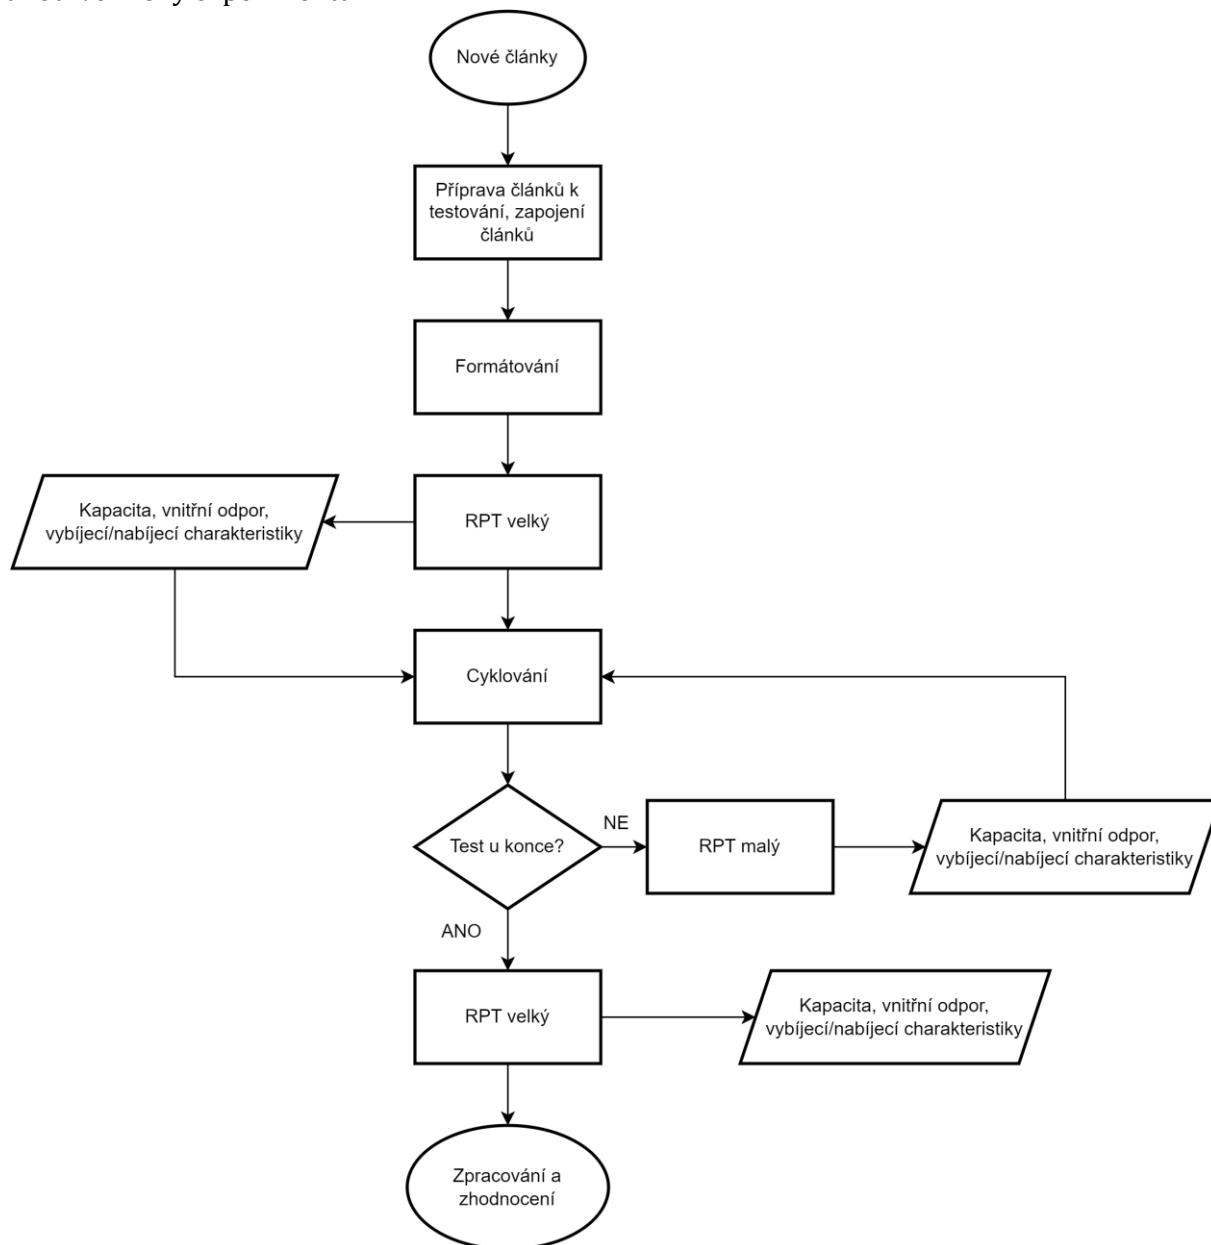 Nové články
Příprava článků k
testování, zapojení
článků
Formátování
Kapacita, vnitřní odpor,
vybíjecí/nabíjecí charakteristiky
RPT velký
Cyklování
Test u konce?
NE
RPT malý
Kapacita, vnitřní odpor,
vybíjecí/nabíjecí charakteristiky
ANO
RPT velký
Kapacita, vnitřní odpor,
vybíjecí/nabíjecí charakteristiky
Zpracování a
zhodnocení